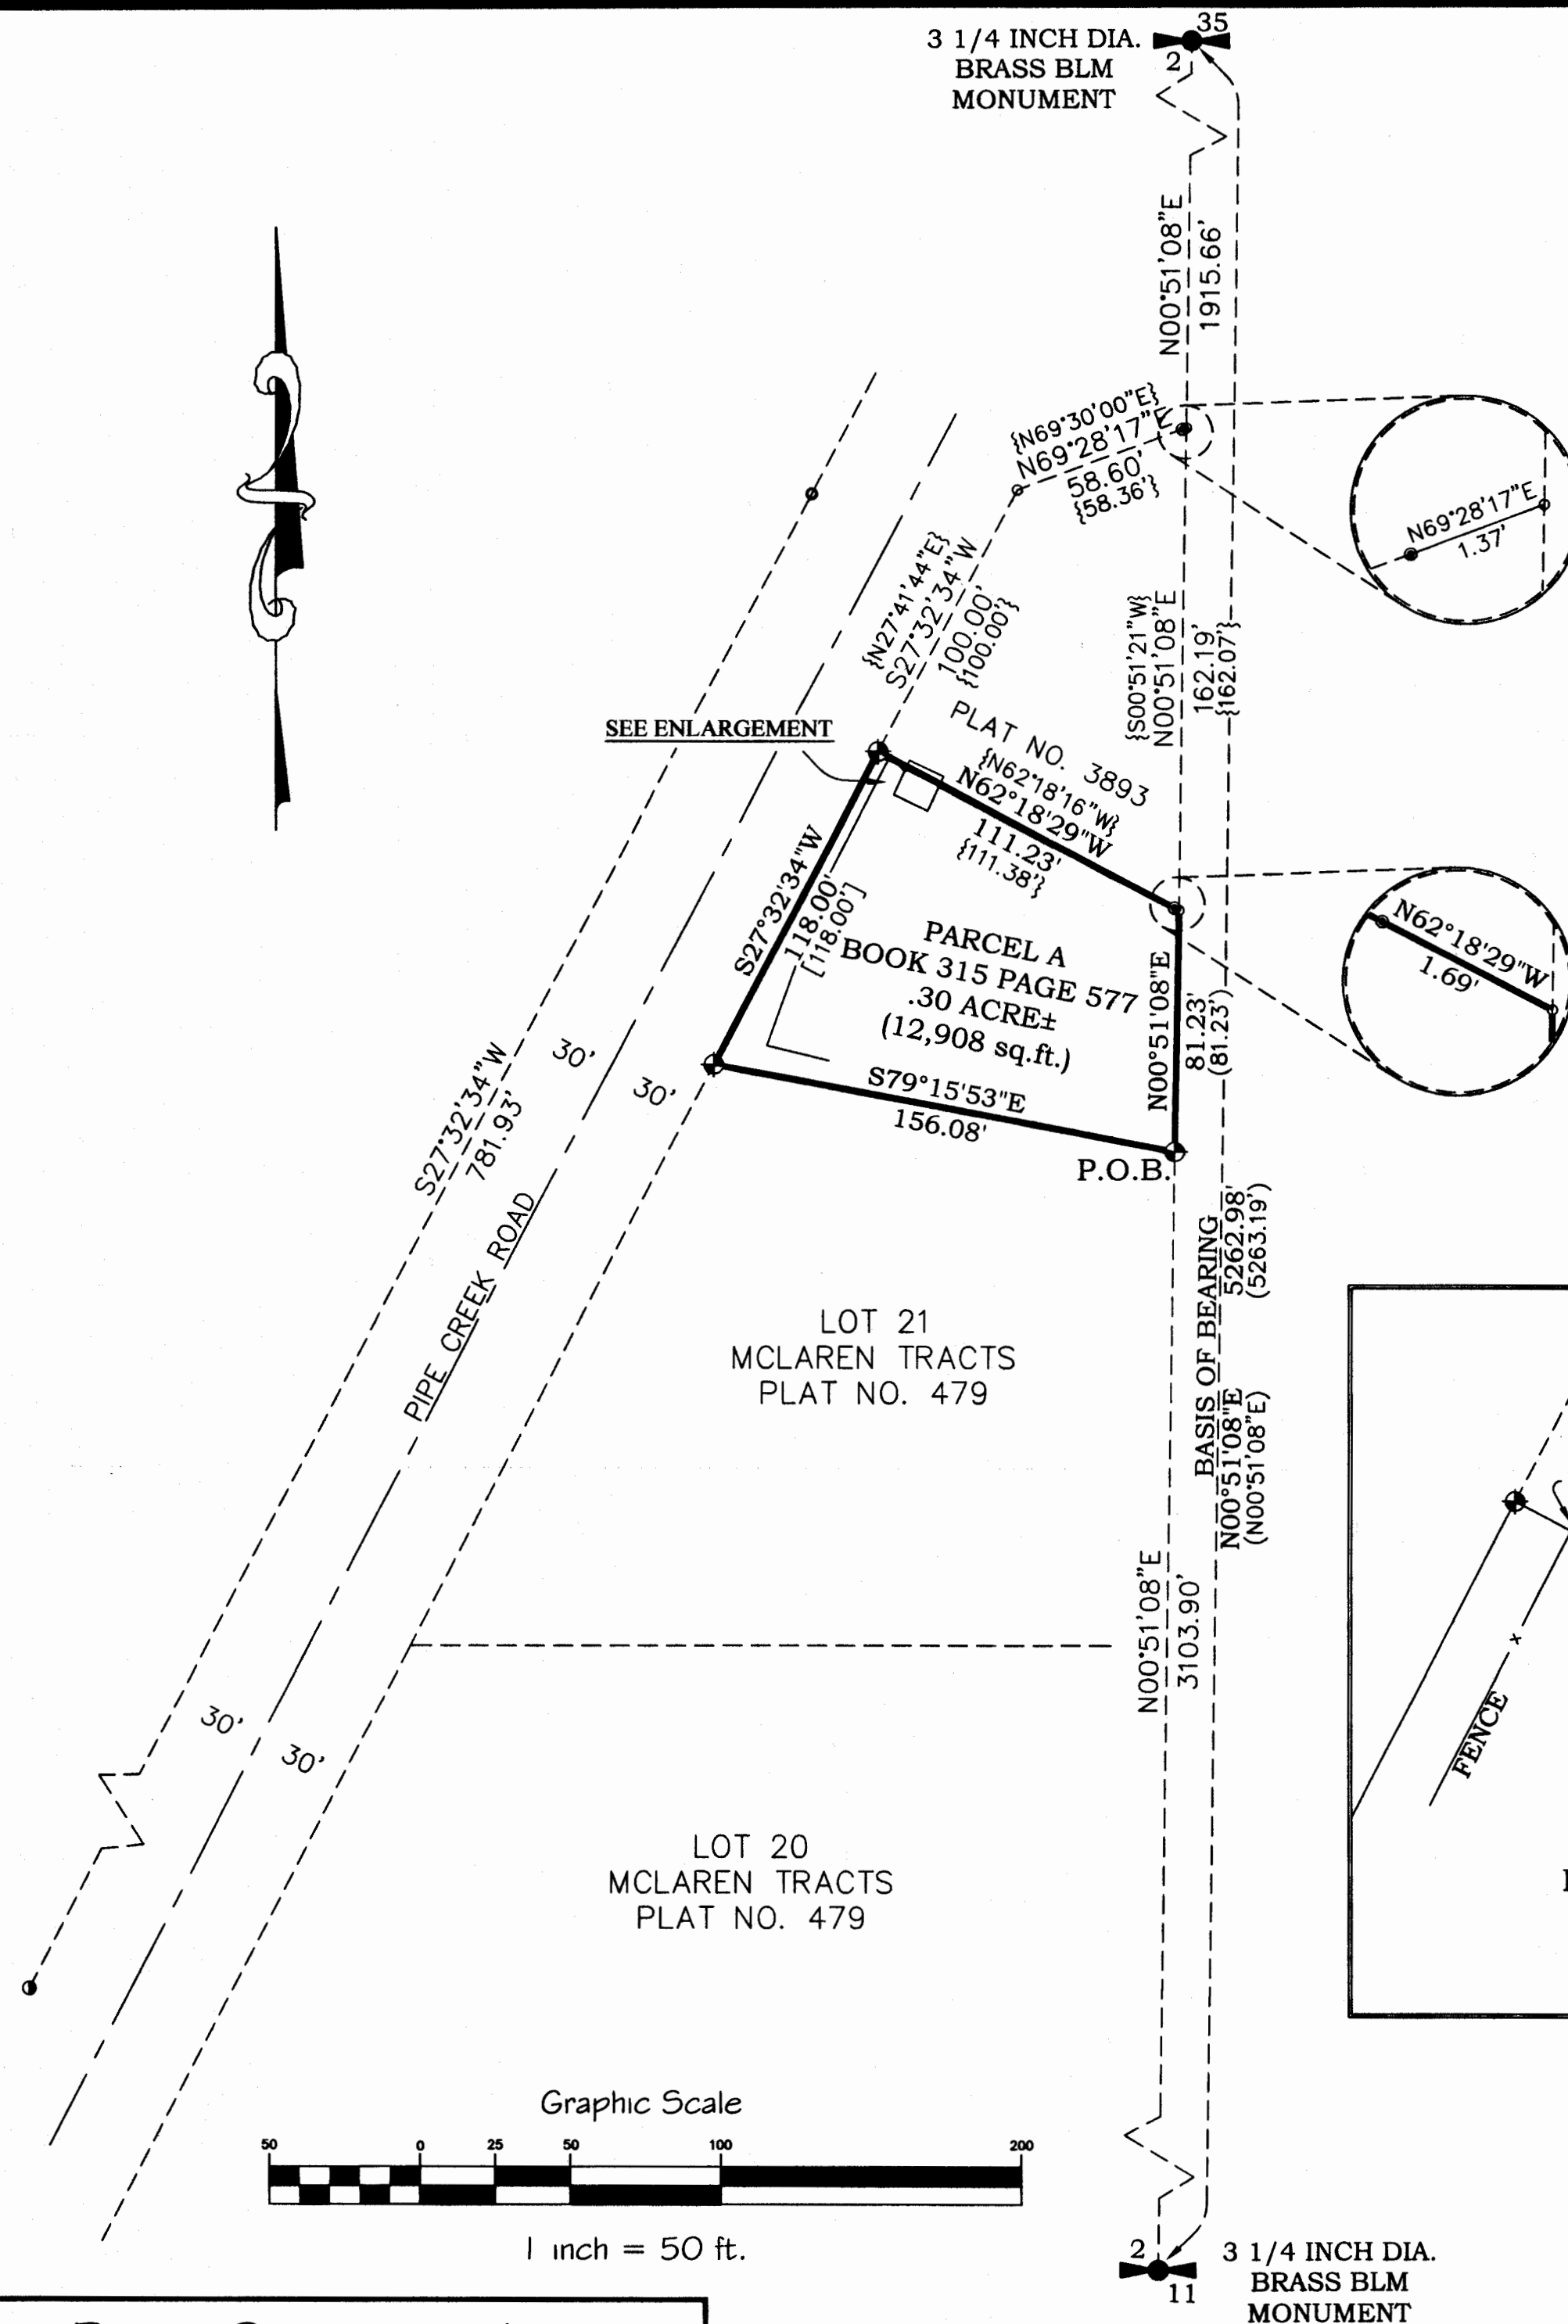 35
3 1/4 INCH DIA.
BRASS BLM
MONUMENT
2
N00°51'08"E
1915.66'
{N69°30'00"E}
N69°28'17"E
58.60'
{58.36'}
N69°28'17"E
1.37'
{N27°41'44"E}
S27°32'34"W
100.00'
{100.00'}
{S00°51'21"W}
N00°51'08"E
162.19'
{162.07'}
SEE ENLARGEMENT
PLAT NO. 3893
{N62°18'16"W}
N62°18'29"W
111.23'
{111.38'}
S27°32'34"W
118.00'
[118.00']
PARCEL A
BOOK 315 PAGE 577
.30 ACRE±
(12,908 sq.ft.)
N00°51'08"E
81.23'
(81.23')
N62°18'29"W
1.69'
S79°15'53"E
156.08'
P.O.B.
S27°32'34"W
781.93'
30'
30'
PIPE CREEK ROAD
BASIS OF BEARING
5262.98'
(5263.19')
N00°51'08"E
(N00°51'08"E)
LOT 21
MCLAREN TRACTS
PLAT NO. 479
N00°51'08"E
3103.90'
FENCE
x
30'
30'
LOT 20
MCLAREN TRACTS
PLAT NO. 479
Graphic Scale
50 0 25 50 100 200
1 inch = 50 ft.
2
11
3 1/4 INCH DIA.
BRASS BLM
MONUMENT